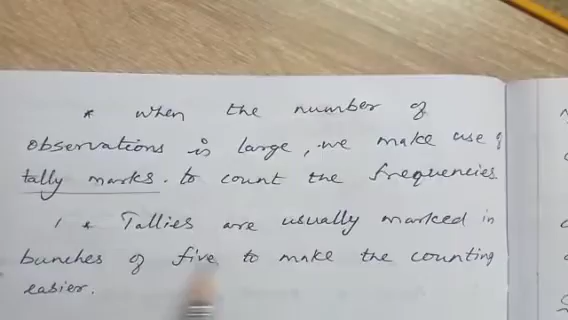 * When the number of
observations is large, we make use of
tally marks. to count the frequencies.
* Tallies are usually marked in
bunches of five to make the counting
easier.